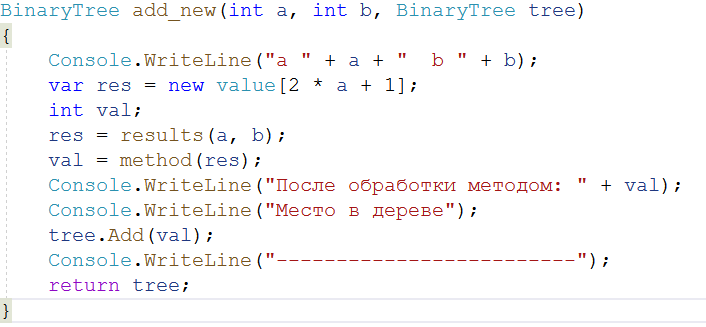 BinaryTree add_new(int a, int b, BinaryTree tree)
{
    Console.WriteLine("a " + a + "  b " + b);
    var res = new value[2 * a + 1];
    int val;
    res = results(a, b);
    val = method(res);
    Console.WriteLine("После обработки методом: " + val);
    Console.WriteLine("Место в дереве");
    tree.Add(val);
    Console.WriteLine("-------------------------");
    return tree;
}